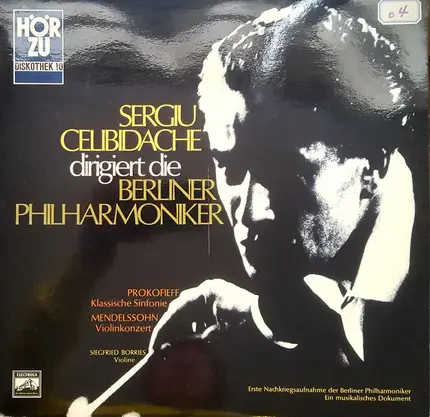 HÖR
ZU
DISKOTHEK 10
04
SERGIU
CELIBIDACHE
dirigiert die
BERLINER
PHILHARMONIKER
PROKOFIEFF
Klassische Sinfonie
MENDELSSOHN
Violinkonzert
SIEGFRIED BORRIES
Violine
ELECTROLA
Erste Nachkriegsaufnahme der Berliner Philharmoniker
Ein musikalisches Dokument